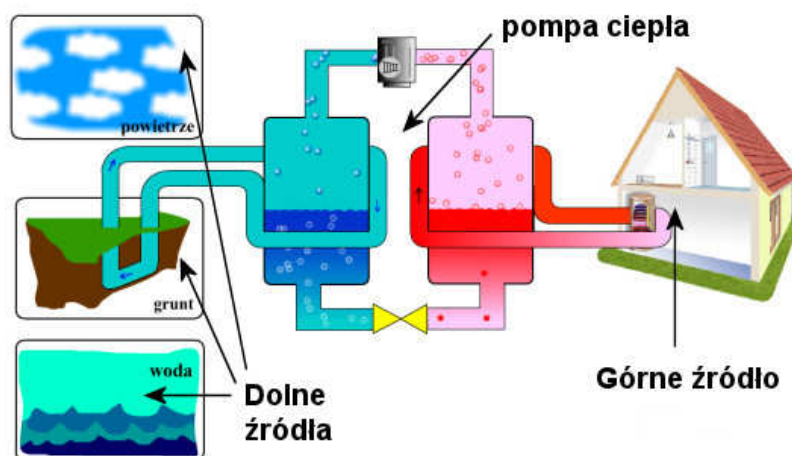 pompa ciepła
powietrze
grunt
woda
Dolne
źródła
Górne źródło